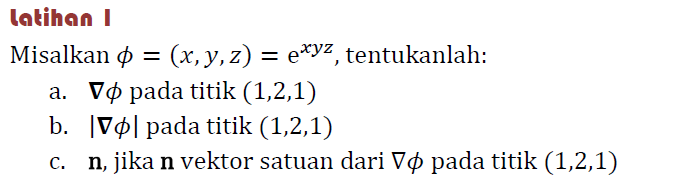 Latihan 1
Misalkan ϕ = (x, y, z) = e^{xyz}, tentukanlah:
a. ∇ϕ pada titik (1,2,1)
b. |∇ϕ| pada titik (1,2,1)
c. n, jika n vektor satuan dari ∇ϕ pada titik (1,2,1)